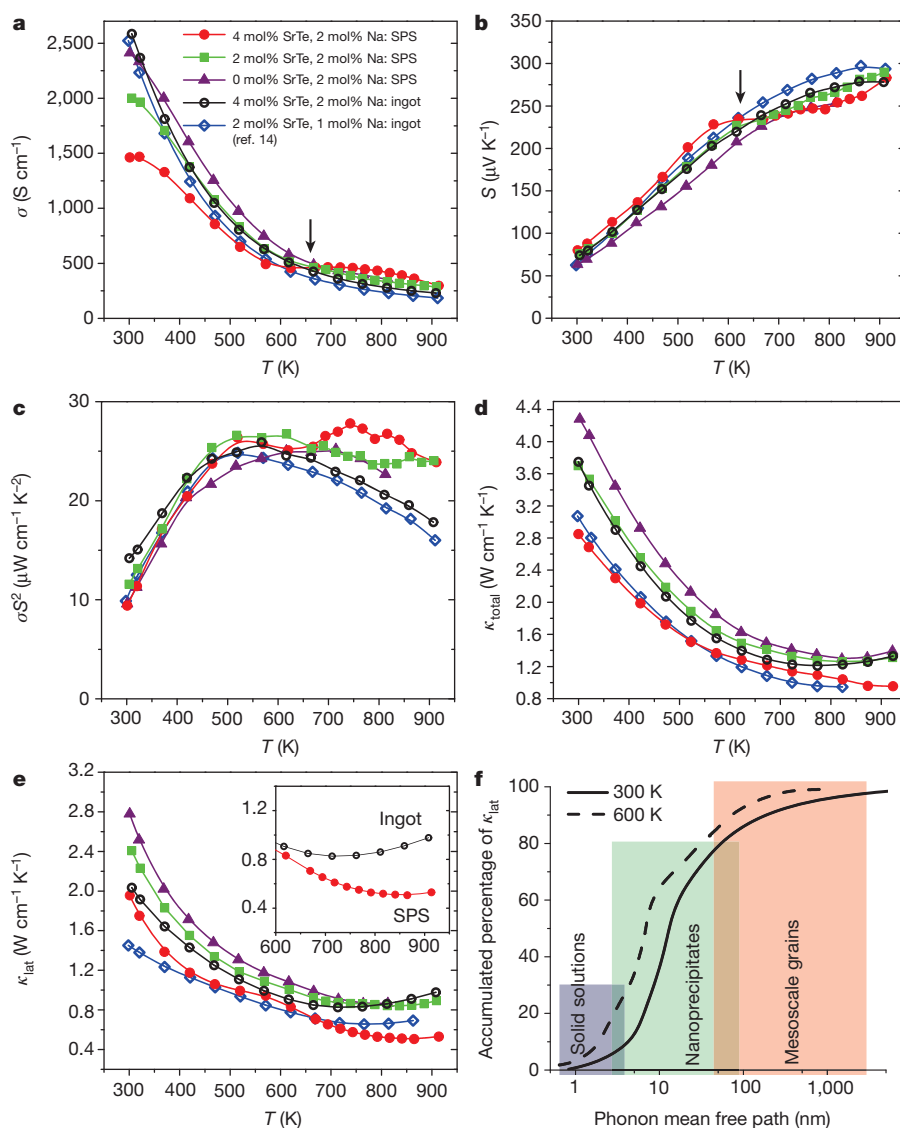 a
2,500
2,000
1,500
1,000
500
0
σ (S cm⁻¹)
4 mol% SrTe, 2 mol% Na: SPS
2 mol% SrTe, 2 mol% Na: SPS
0 mol% SrTe, 2 mol% Na: SPS
4 mol% SrTe, 2 mol% Na: ingot
2 mol% SrTe, 1 mol% Na: ingot
(ref. 14)
300 400 500 600 700 800 900
T (K)
b
350
300
250
200
150
100
50
0
S (μV K⁻¹)
300 400 500 600 700 800 900
T (K)
c
30
25
20
15
10
5
0
σS² (μW cm⁻¹ K⁻²)
300 400 500 600 700 800 900
T (K)
d
4.4
4.0
3.6
3.2
2.8
2.4
2.0
1.6
1.2
0.8
κtotal (W cm⁻¹ K⁻¹)
300 400 500 600 700 800 900
T (K)
e
3.2
2.8
2.4
2.0
1.6
1.2
0.8
0.4
κlat (W cm⁻¹ K⁻¹)
1.2
0.8
0.4
Ingot
SPS
600 700 800 900
300 400 500 600 700 800 900
T (K)
f
100
80
60
40
20
0
Accumulated percentage of κlat
300 K
600 K
Solid solutions
Nanoprecipitates
Mesoscale grains
1 10 100 1,000
Phonon mean free path (nm)